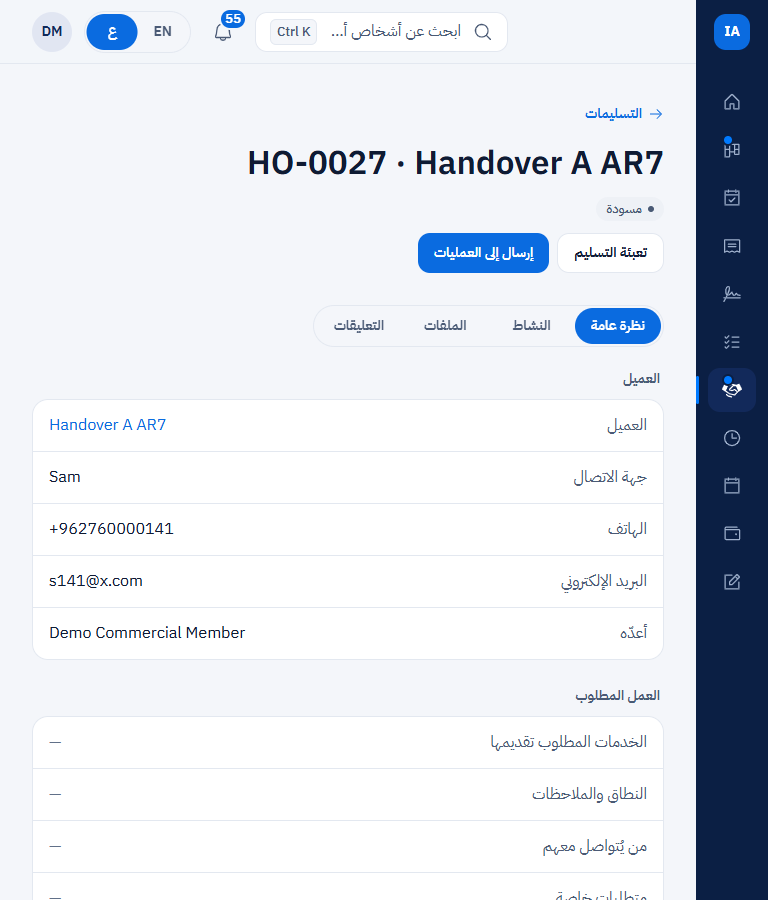 IA
ابحث عن أشخاص أ... Ctrl K
55
EN ع
DM
التسليمات
HO-0027 · Handover A AR7
مسودة
تعبئة التسليم إرسال إلى العمليات
نظرة عامة النشاط الملفات التعليقات
العميل
العميل Handover A AR7
جهة الاتصال Sam
الهاتف +962760000141
البريد الإلكتروني s141@x.com
أعدّه Demo Commercial Member
العمل المطلوب
الخدمات المطلوب تقديمها —
النطاق والملاحظات —
من يُتواصل معهم —
متطلبات خاصة —